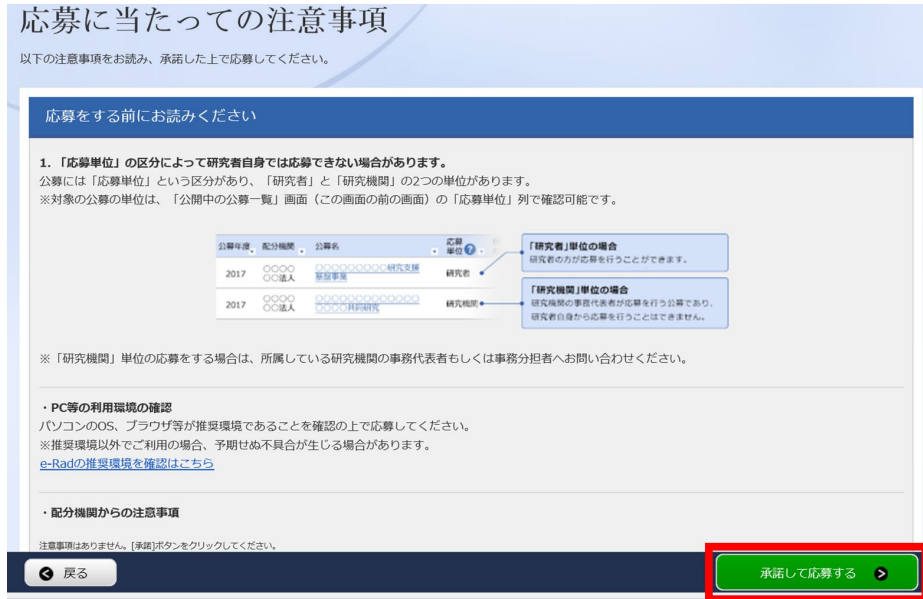 応募に当たっての注意事項
以下の注意事項をお読み、承諾した上で応募してください。
応募をする前にお読みください
1. 「応募単位」の区分によって研究者自身では応募できない場合があります。
公募には「応募単位」という区分があり、「研究者」と「研究機関」の2つの単位があります。
※対象の公募の単位は、「公開中の公募一覧」画面（この画面の前の画面）の「応募単位」列で確認可能です。
公募年度 配分機関 公募名 応募単位
2017 ○○○○○○法人 ○○○○○○○○○○研究支援基盤事業 研究者
「研究者」単位の場合
研究者の方が応募を行うことができます。
2017 ○○○○○○法人 ○○○○○○○○○○○○○○○○○○共同研究 研究機関
「研究機関」単位の場合
研究機関の事務代表者が応募を行う公募であり、
研究者自身から応募を行うことはできません。
※「研究機関」単位の応募をする場合は、所属している研究機関の事務代表者もしくは事務分担者へお問い合わせください。
・PC等の利用環境の確認
パソコンのOS、ブラウザ等が推奨環境であることを確認の上で応募してください。
※推奨環境以外でご利用の場合、予期せぬ不具合が生じる場合があります。
e-Radの推奨環境を確認はこちら
・配分機関からの注意事項
注意事項はありません。[承諾]ボタンをクリックしてください。
戻る
承諾して応募する